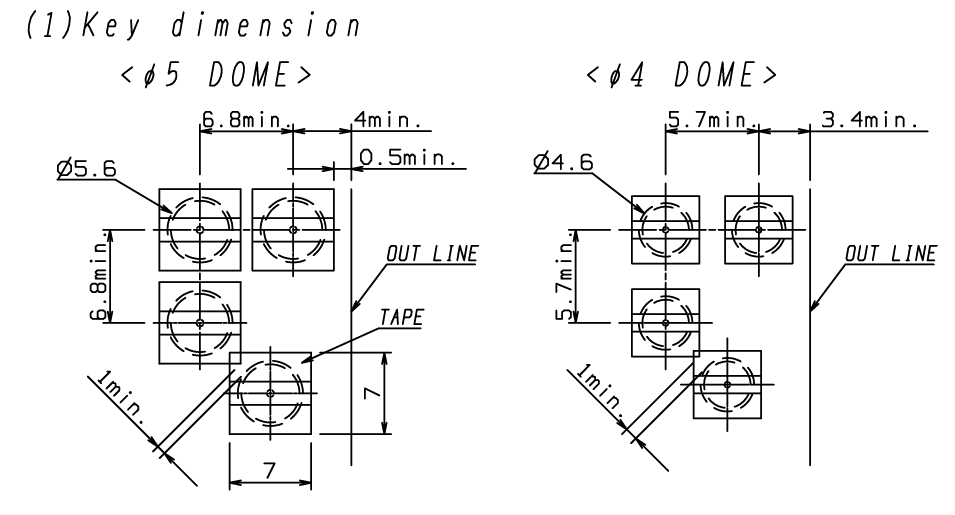 (1)Key dimension
<ϕ5 DOME>
<ϕ4 DOME>
6.8min.
4min.
5.7min.
3.4min.
0.5min.
Ø5.6
Ø4.6
6.8min.
5.7min.
OUT LINE
OUT LINE
TAPE
1min.
1min.
7
7